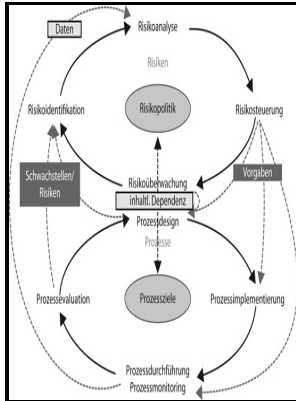 Daten
Risikoanalyse
Risiken
Risikoidentifikation
Risikopolitik
Risikosteuerung
Schwachstellen/
Risiken
Risikoüberwachung
Vorgaben
inhaltl. Dependenz
Prozessdesign
Prozesse
Prozessevaluation
Prozessziele
Prozessimplementierung
Prozessdurchführung
Prozessmonitoring